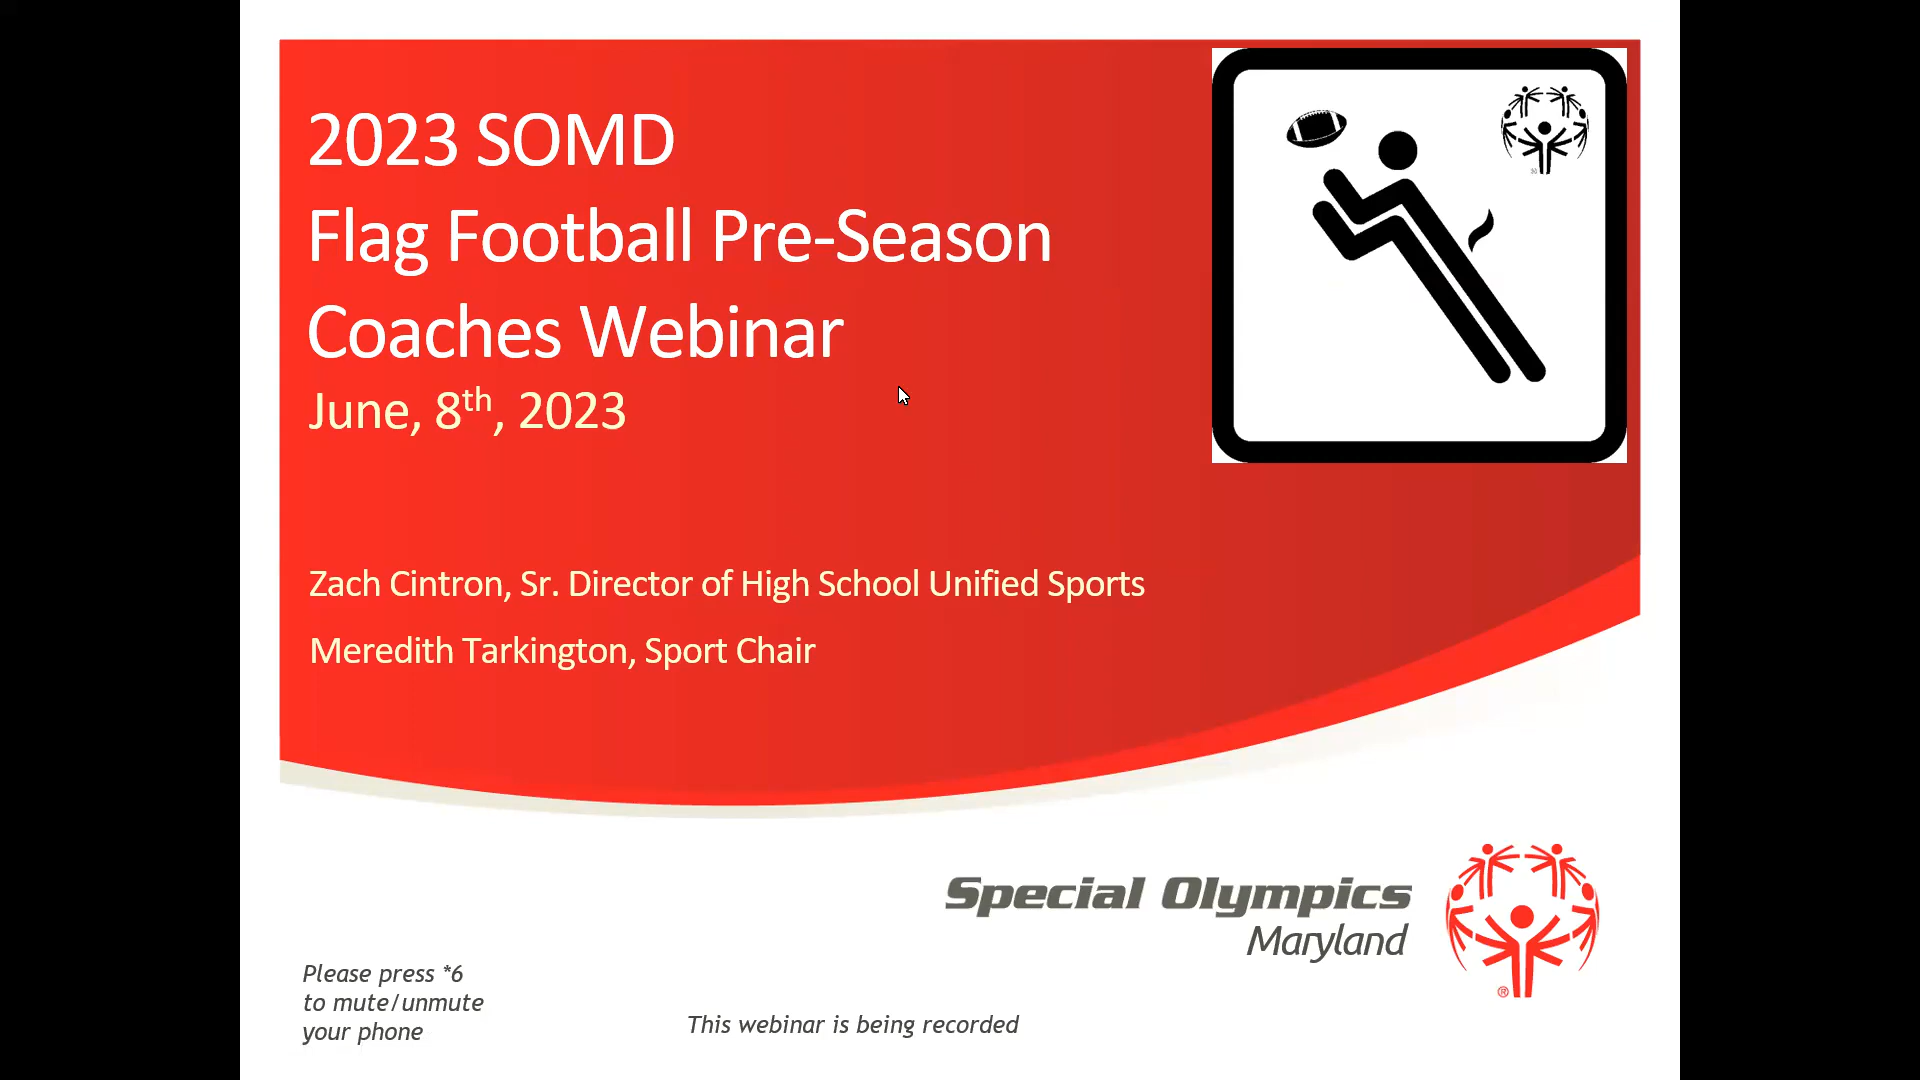 2023 SOMD
Flag Football Pre-Season
Coaches Webinar
June, 8th, 2023
Zach Cintron, Sr. Director of High School Unified Sports
Meredith Tarkington, Sport Chair
Special Olympics
Maryland
®
Please press *6
to mute/unmute
your phone
This webinar is being recorded